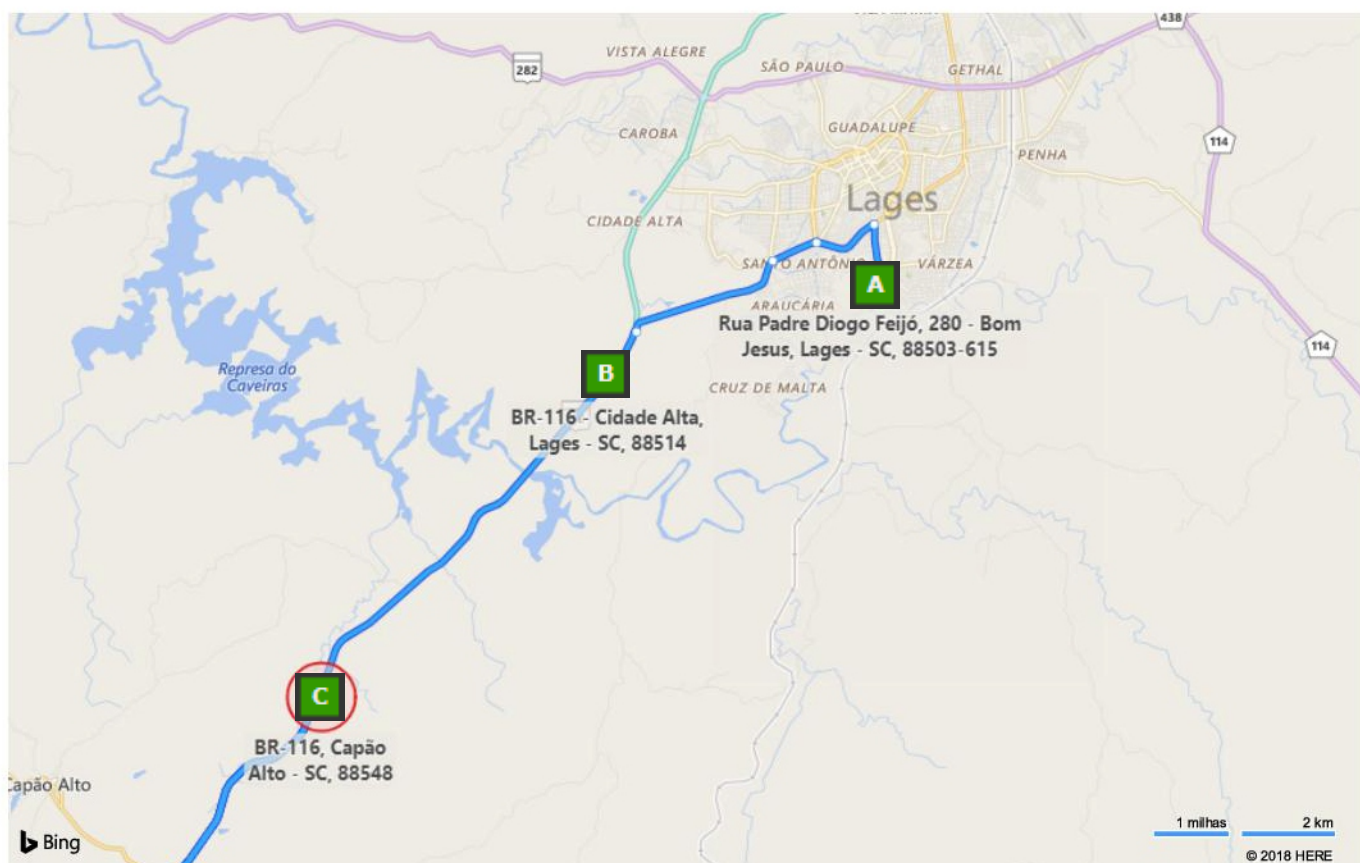 438
VISTA ALEGRE
282
SÃO PAULO
GETHAL
GUADALUPE
CAROBA
114
PENHA
Lages
CIDADE ALTA
SANTO ANTÔNIO
VÁRZEA
A
ARAUCÁRIA
Rua Padre Diogo Feijó, 280 - Bom
Jesus, Lages - SC, 88503-615
114
Represa do
Caveiras
B
CRUZ DE MALTA
BR-116 - Cidade Alta,
Lages - SC, 88514
C
BR-116, Capão
Alto - SC, 88548
Capão Alto
1 milhas
2 km
Bing
© 2018 HERE